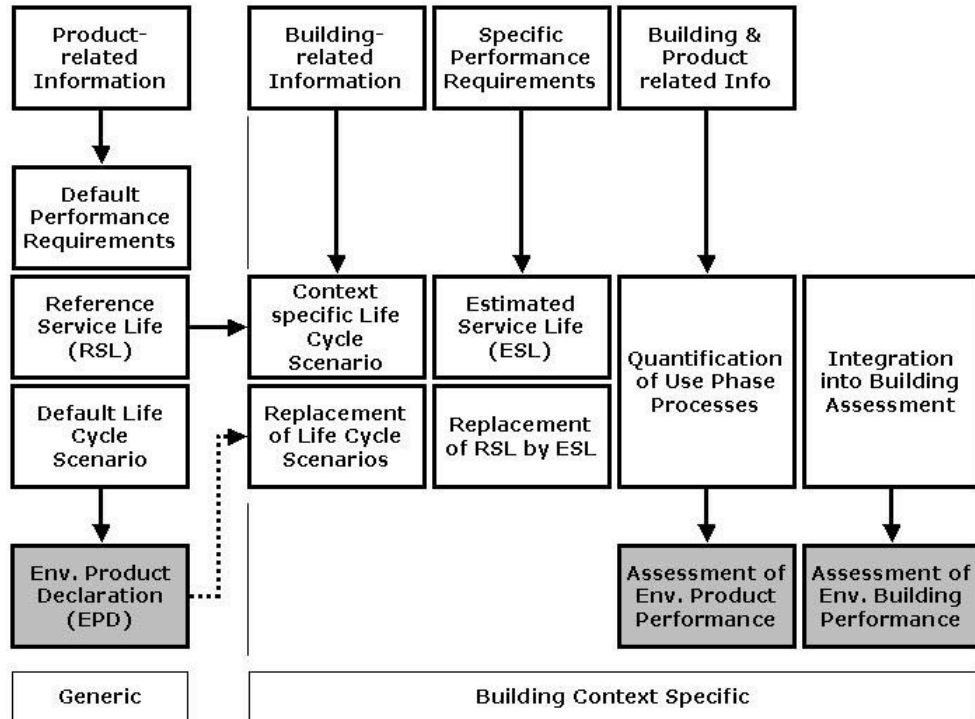 Product-
related
Information
Building-
related
Information
Specific
Performance
Requirements
Building &
Product
related Info
Default
Performance
Requirements
Reference
Service Life
(RSL)
Context
specific Life
Cycle
Scenario
Estimated
Service Life
(ESL)
Quantification
of Use Phase
Processes
Integration
into Building
Assessment
Default Life
Cycle
Scenario
Replacement
of Life Cycle
Scenarios
Replacement
of RSL by ESL
Env. Product
Declaration
(EPD)
Assessment of
Env. Product
Performance
Assessment of
Env. Building
Performance
Generic
Building Context Specific